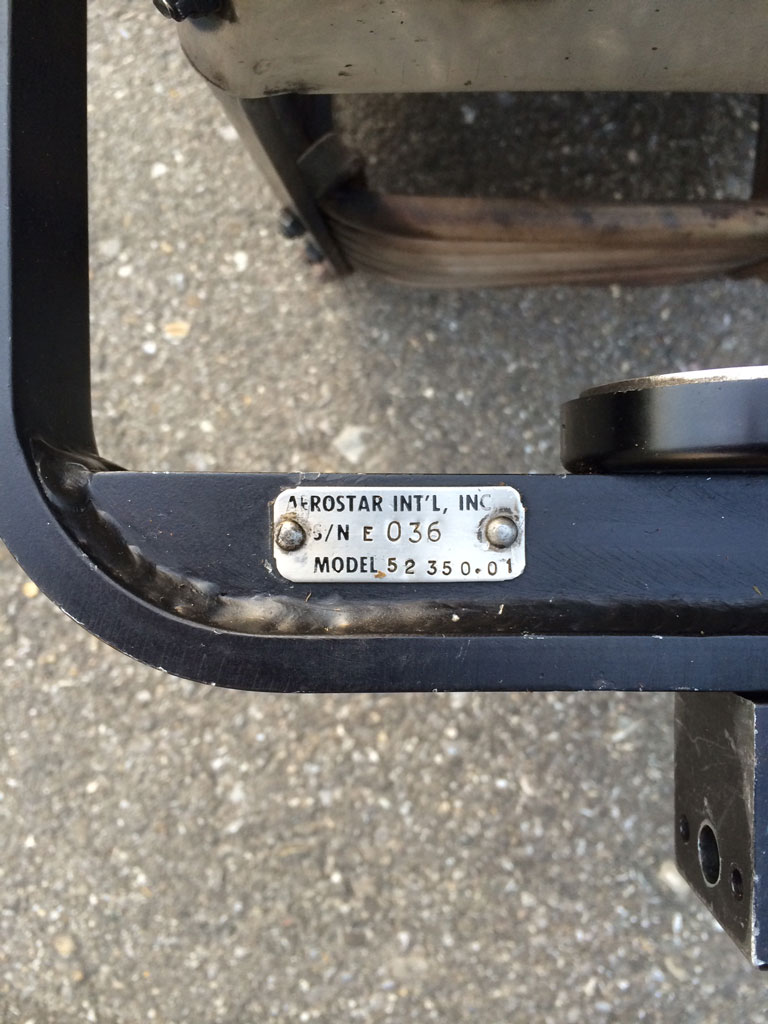 AEROSTAR INT'L, INC
S/N E 036
MODEL 52 350.01